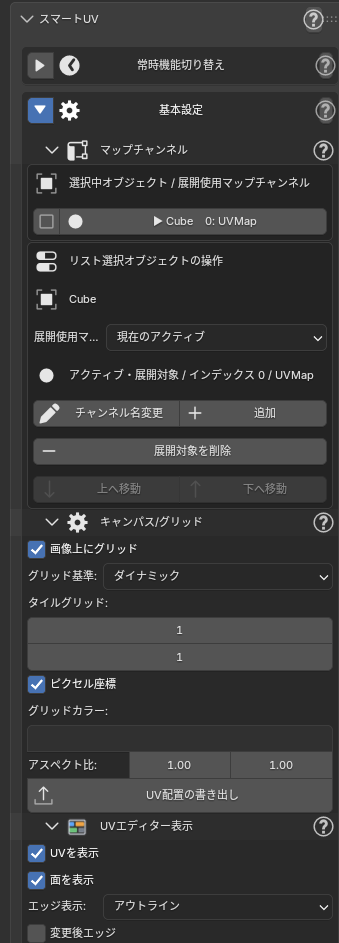 スマートUV
常時機能切り替え
基本設定
マップチャンネル
選択中オブジェクト / 展開使用マップチャンネル
▶ Cube 0: UVMap
リスト選択オブジェクトの操作
Cube
展開使用マ... 現在のアクティブ
アクティブ・展開対象 / インデックス 0 / UVMap
チャンネル名変更 追加
展開対象を削除
上へ移動 下へ移動
キャンバス/グリッド
画像上にグリッド
グリッド基準: ダイナミック
タイルグリッド:
1
1
ピクセル座標
グリッドカラー:
アスペクト比: 1.00 1.00
UV配置の書き出し
UVエディター表示
UVを表示
面を表示
エッジ表示: アウトライン
変更後エッジ